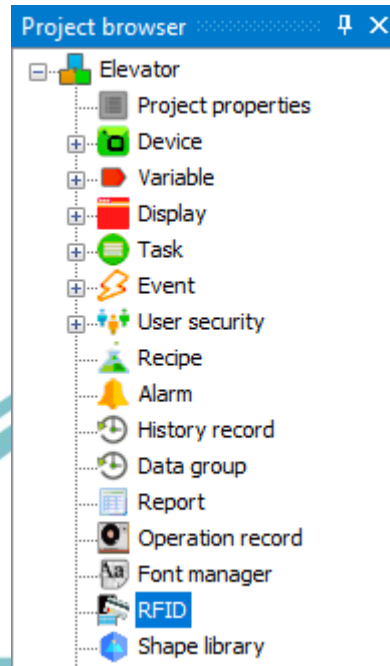 Project browser
Elevator
Project properties
Device
Variable
Display
Task
Event
User security
Recipe
Alarm
History record
Data group
Report
Operation record
Aa
Font manager
RFID
Shape library